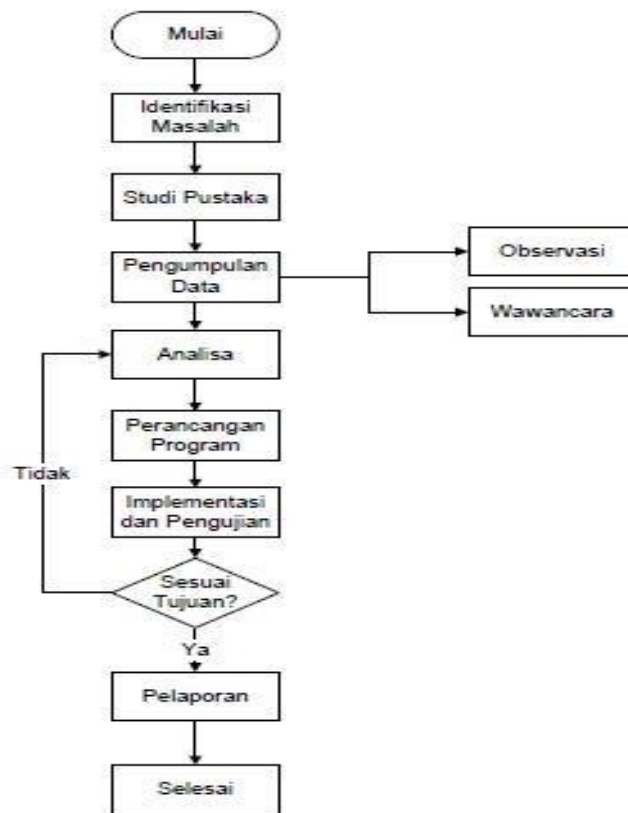 Mulai
Identifikasi
Masalah
Studi Pustaka
Pengumpulan
Data
Observasi
Wawancara
Analisa
Perancangan
Program
Tidak
Implementasi
dan Pengujian
Sesuai
Tujuan?
Ya
Pelaporan
Selesai